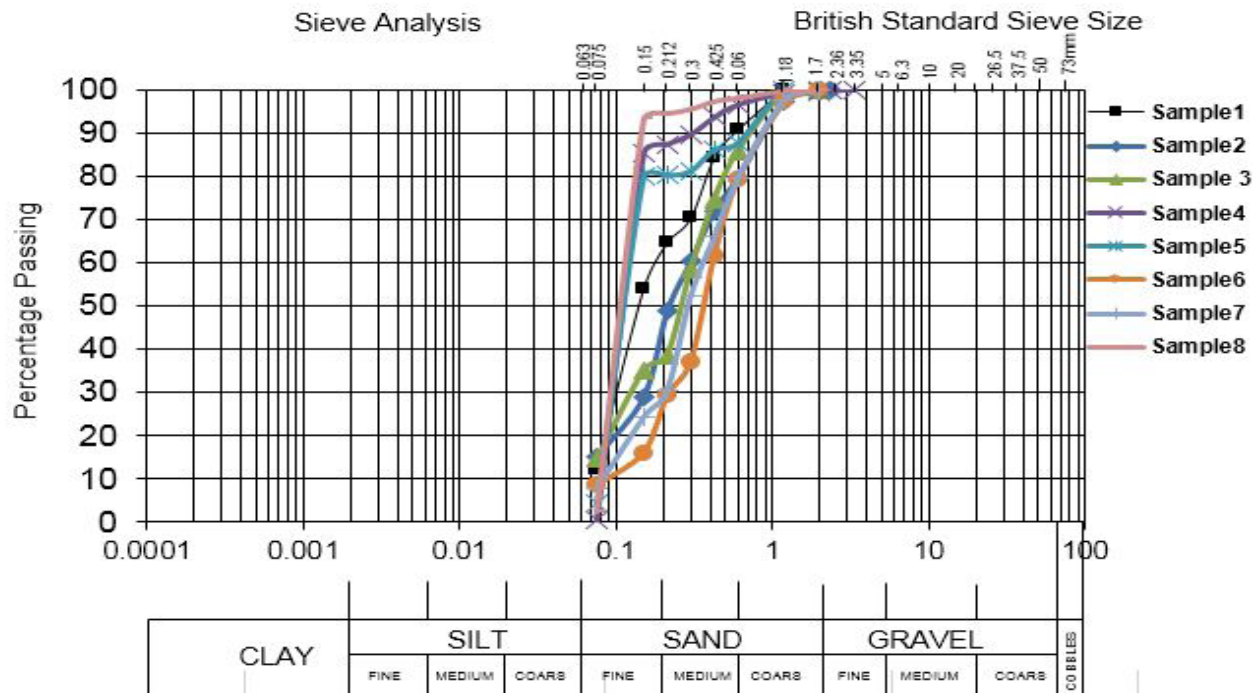 Sieve Analysis
British Standard Sieve Size
0.063
0.075
0.15
0.212
0.3
0.425
0.06
1.18
1.7
2.36
3.35
5
6.3
10
20
26.5
37.5
50
73mm
Percentage Passing
100
90
80
70
60
50
40
30
20
10
0
0.0001 0.001 0.01 0.1 1 10 100
Sample1
Sample2
Sample 3
Sample4
Sample5
Sample6
Sample7
Sample8
CLAY SILT SAND GRAVEL COBBLES
FINE MEDIUM COARS FINE MEDIUM COARS FINE MEDIUM COARS